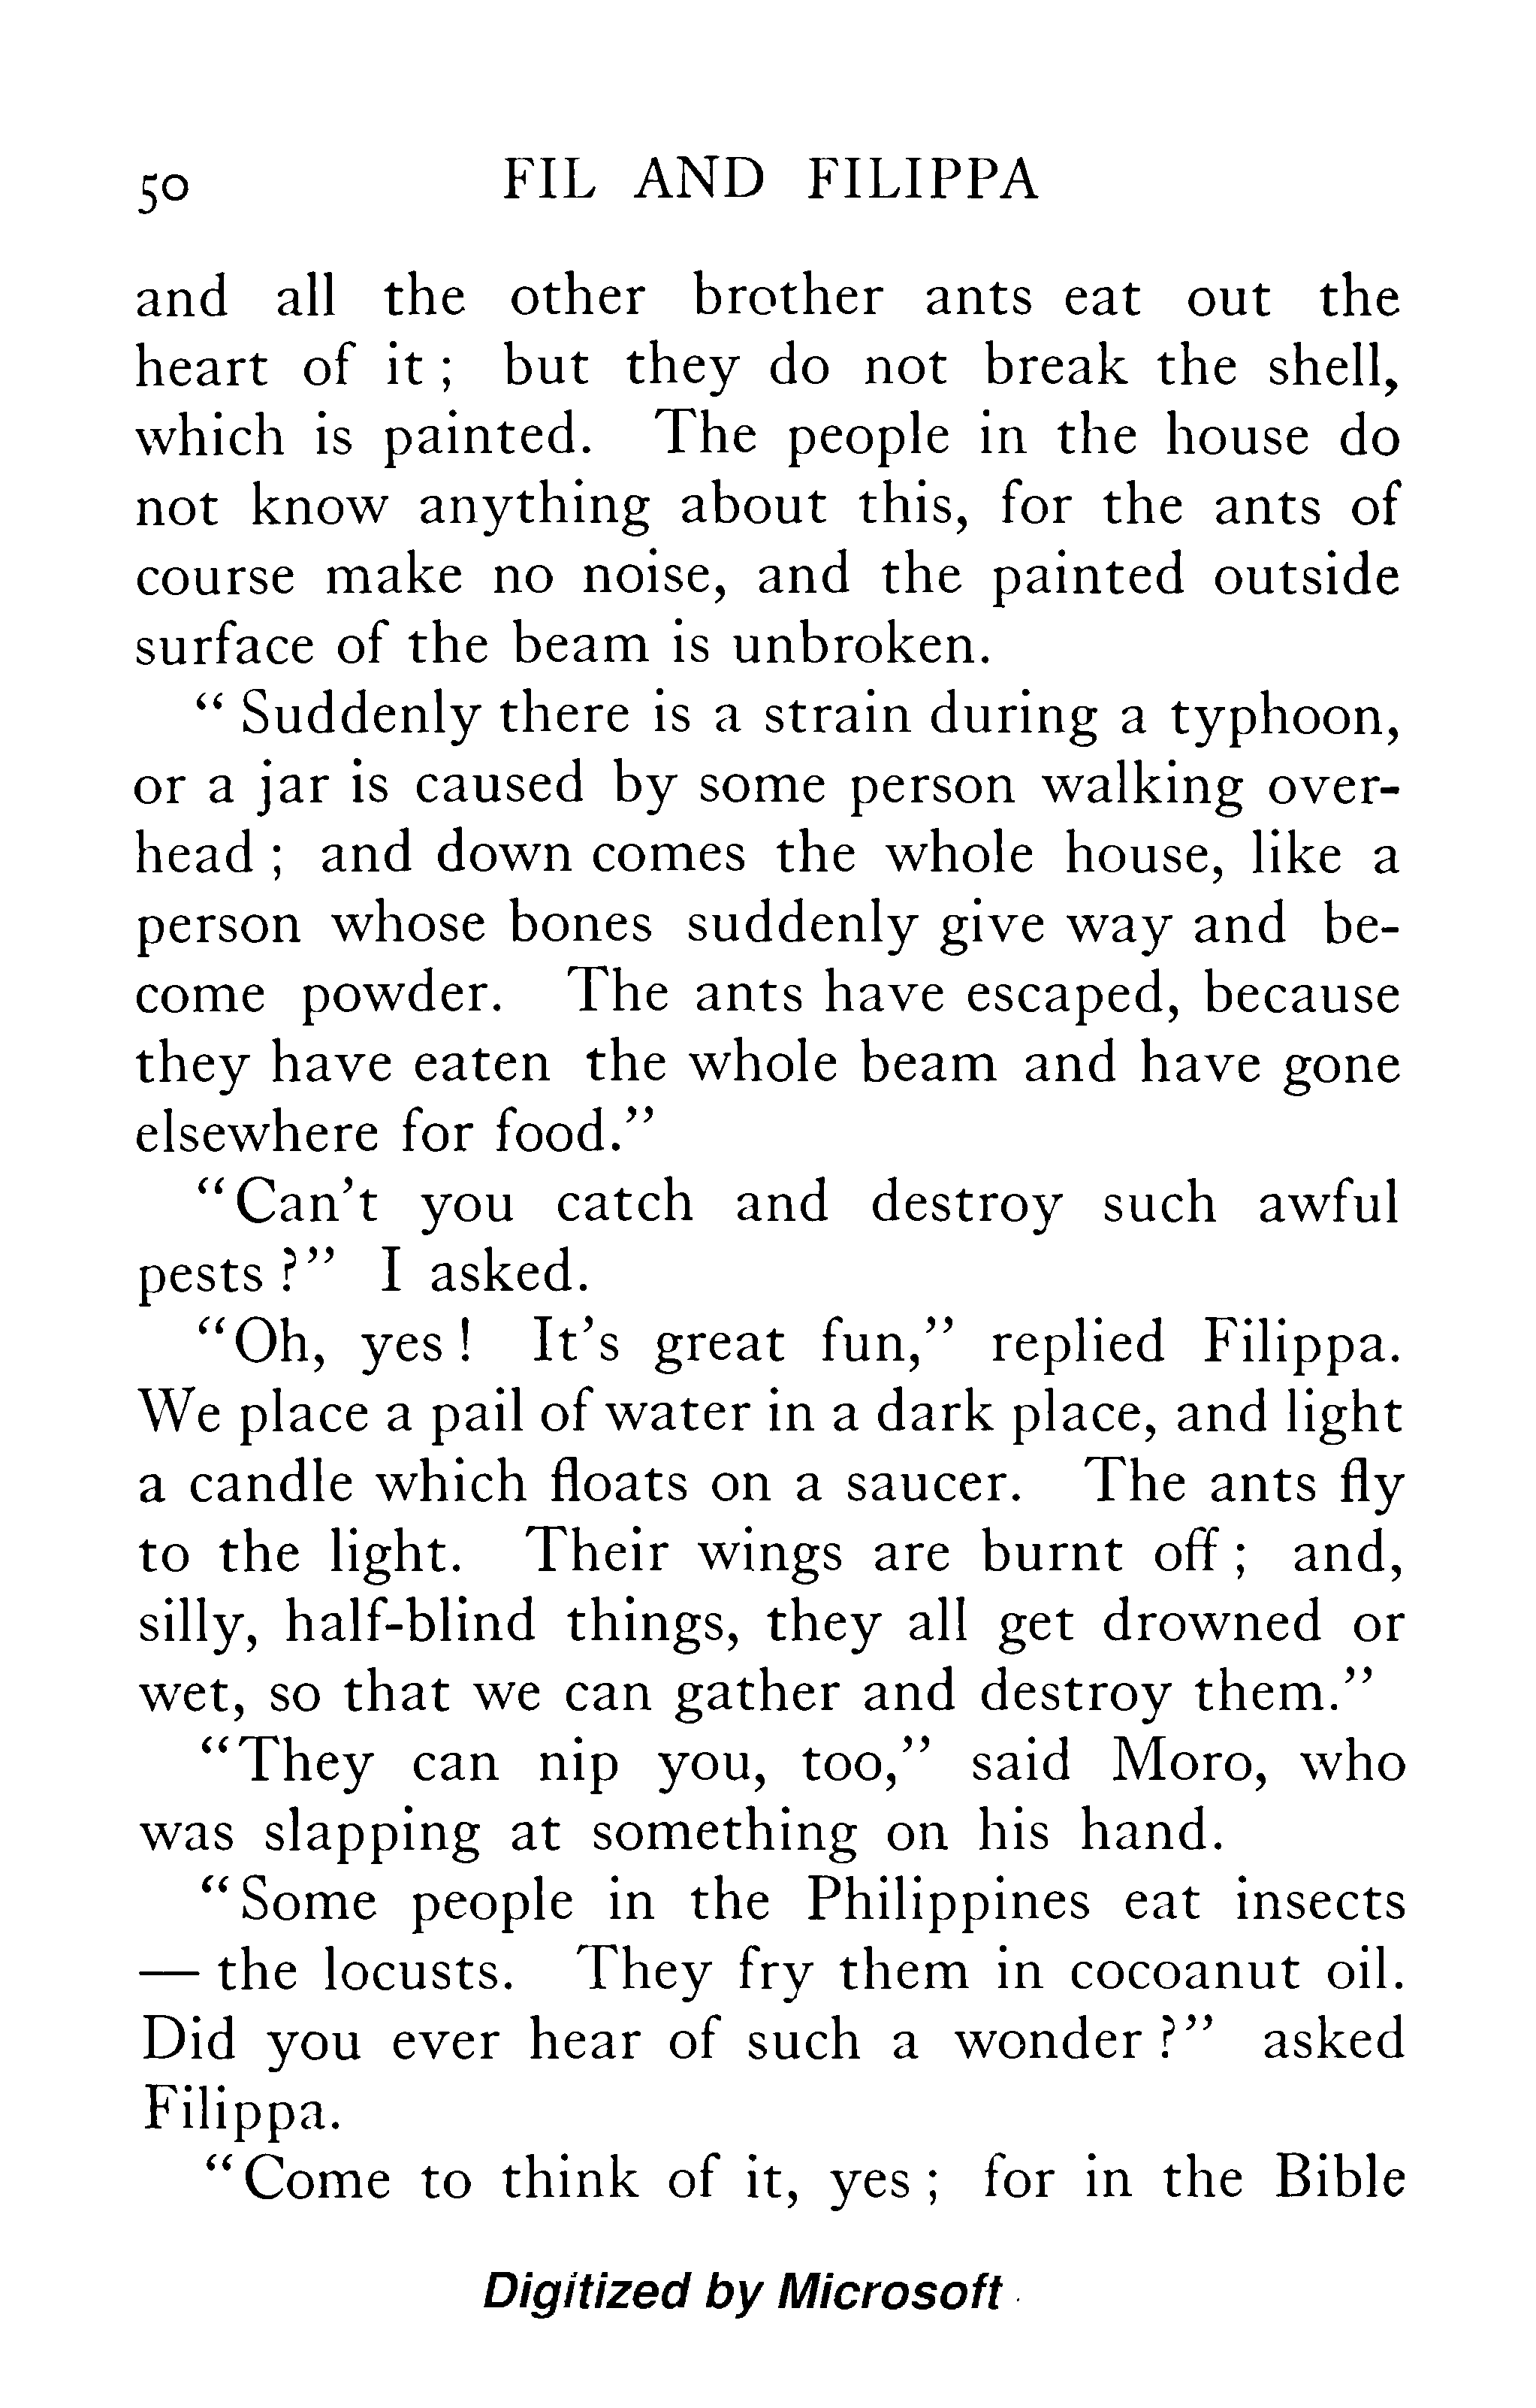 50 FIL AND FILIPPA
and all the other brother ants eat out the
heart of it ; but they do not break the shell,
which is painted. The people in the house do
not know anything about this, for the ants of
course make no noise, and the painted outside
surface of the beam is unbroken.
“ Suddenly there is a strain during a typhoon,
or a jar is caused by some person walking over-
head ; and down comes the whole house, like a
person whose bones suddenly give way and be-
come powder. The ants have escaped, because
they have eaten the whole beam and have gone
elsewhere for food.”
“Can’t you catch and destroy such awful
pests ?” I asked.
“Oh, yes ! It’s great fun,” replied Filippa.
We place a pail of water in a dark place, and light
a candle which floats on a saucer. The ants fly
to the light. Their wings are burnt off ; and,
silly, half-blind things, they all get drowned or
wet, so that we can gather and destroy them.”
“They can nip you, too,” said Moro, who
was slapping at something on his hand.
“Some people in the Philippines eat insects
— the locusts. They fry them in cocoanut oil.
Did you ever hear of such a wonder ?” asked
Filippa.
“Come to think of it, yes ; for in the Bible
Digitized by Microsoft